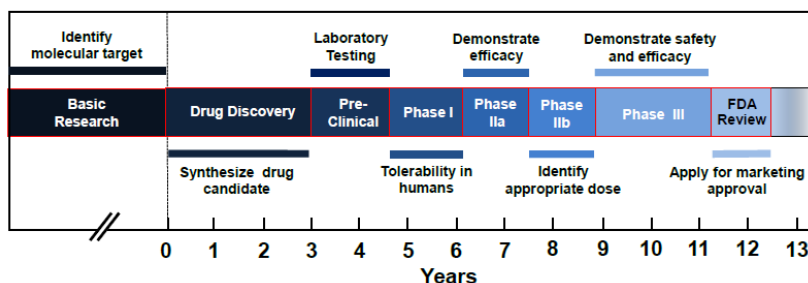 Identify
molecular target
Laboratory
Testing
Demonstrate
efficacy
Demonstrate safety
and efficacy
Basic
Research
Drug Discovery
Pre-
Clinical
Phase I
Phase
IIa
Phase
IIb
Phase III
FDA
Review
Synthesize drug
candidate
Tolerability in
humans
Identify
appropriate dose
Apply for marketing
approval
0 1 2 3 4 5 6 7 8 9 10 11 12 13
Years